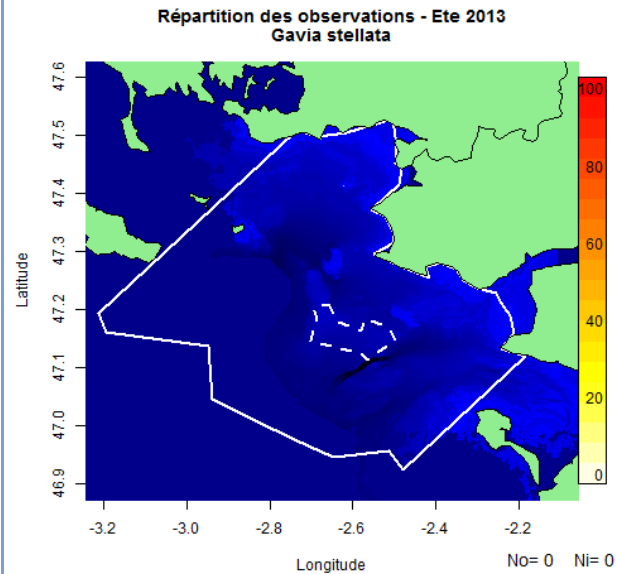 Répartition des observations - Ete 2013
Gavia stellata
Latitude
47.6
47.5
47.4
47.3
47.2
47.1
47.0
46.9
100
80
60
40
20
0
-3.2 -3.0 -2.8 -2.6 -2.4 -2.2
Longitude
No= 0 Ni= 0